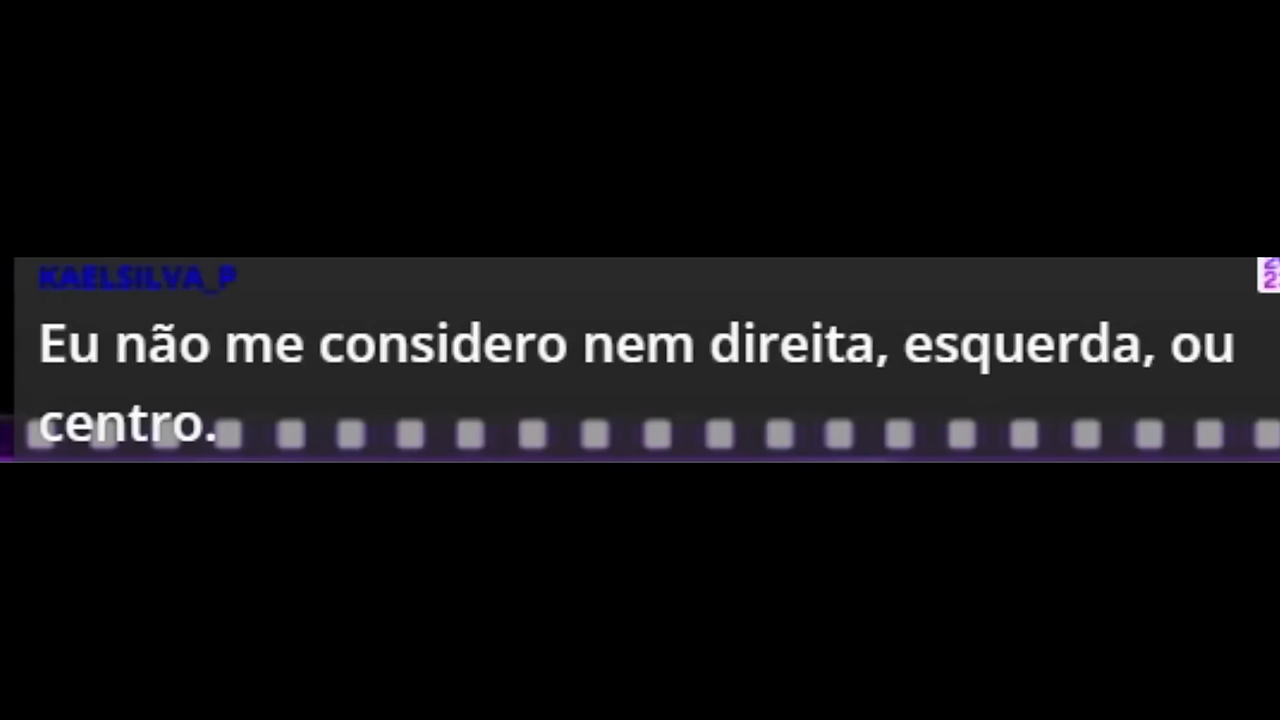 KAELSILVA_P
Eu não me considero nem direita, esquerda, ou
centro.